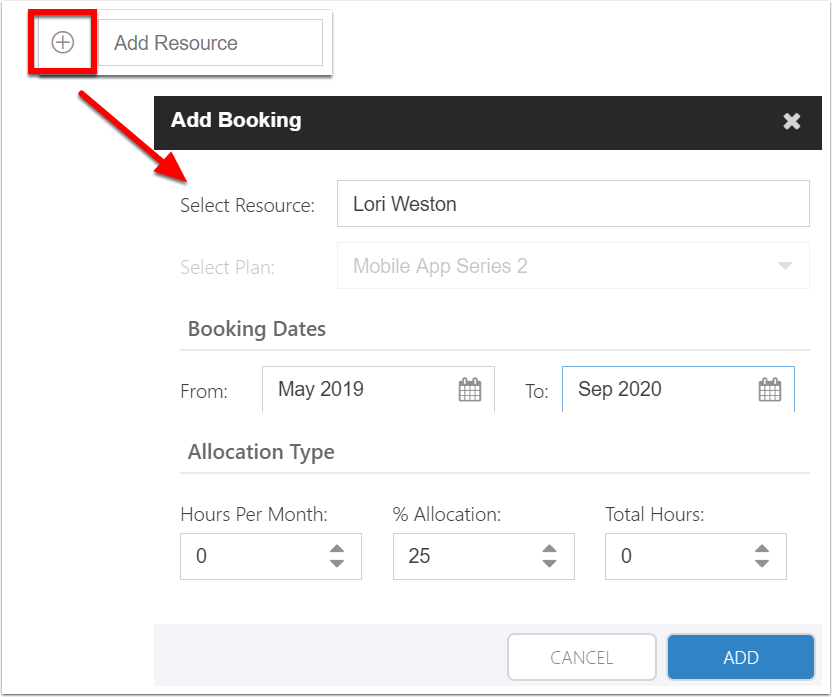 Add Resource
Add Booking
Select Resource: Lori Weston
Select Plan: Mobile App Series 2
Booking Dates
From: May 2019 To: Sep 2020
Allocation Type
Hours Per Month: % Allocation: Total Hours:
0 25 0
CANCEL ADD